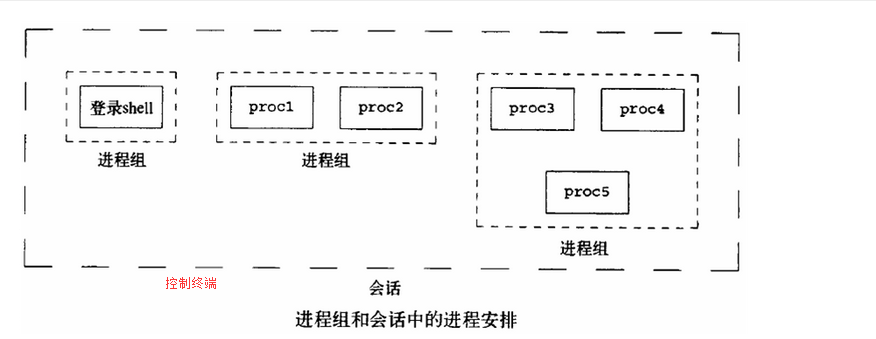 登录shell
proc1
proc2
proc3
proc4
proc5
进程组
进程组
进程组
控制终端
会话
进程组和会话中的进程安排